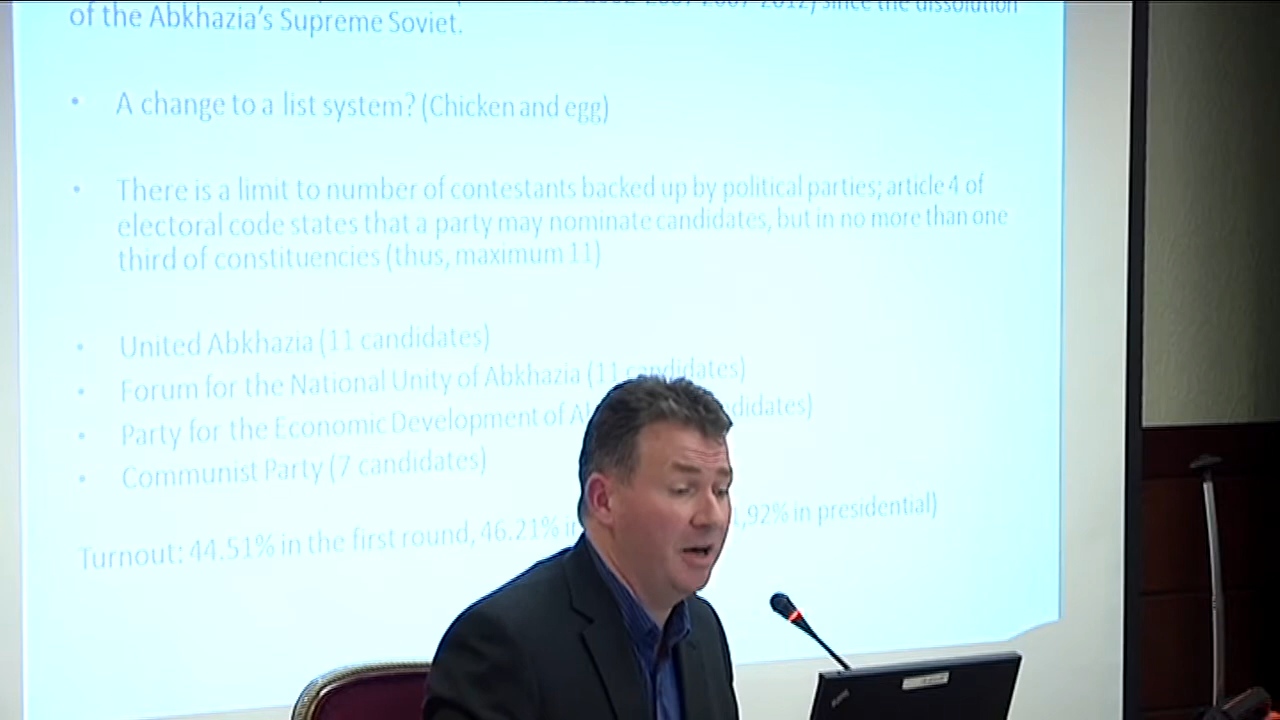 since the dissolution
of the Abkhazia's Supreme Soviet.
• A change to a list system? (Chicken and egg)
• There is a limit to number of contestants backed up by political parties; article 4 of
electoral code states that a party may nominate candidates, but in no more than one
third of constituencies (thus, maximum 11)
• United Abkhazia (11 candidates)
• Forum for the National Unity of Abkhazia (11 candidates)
• Party for the Economic Development of
• Communist Party (7 candidates)
Turnout: 44.51% in the first round, 46.21% in presidential)